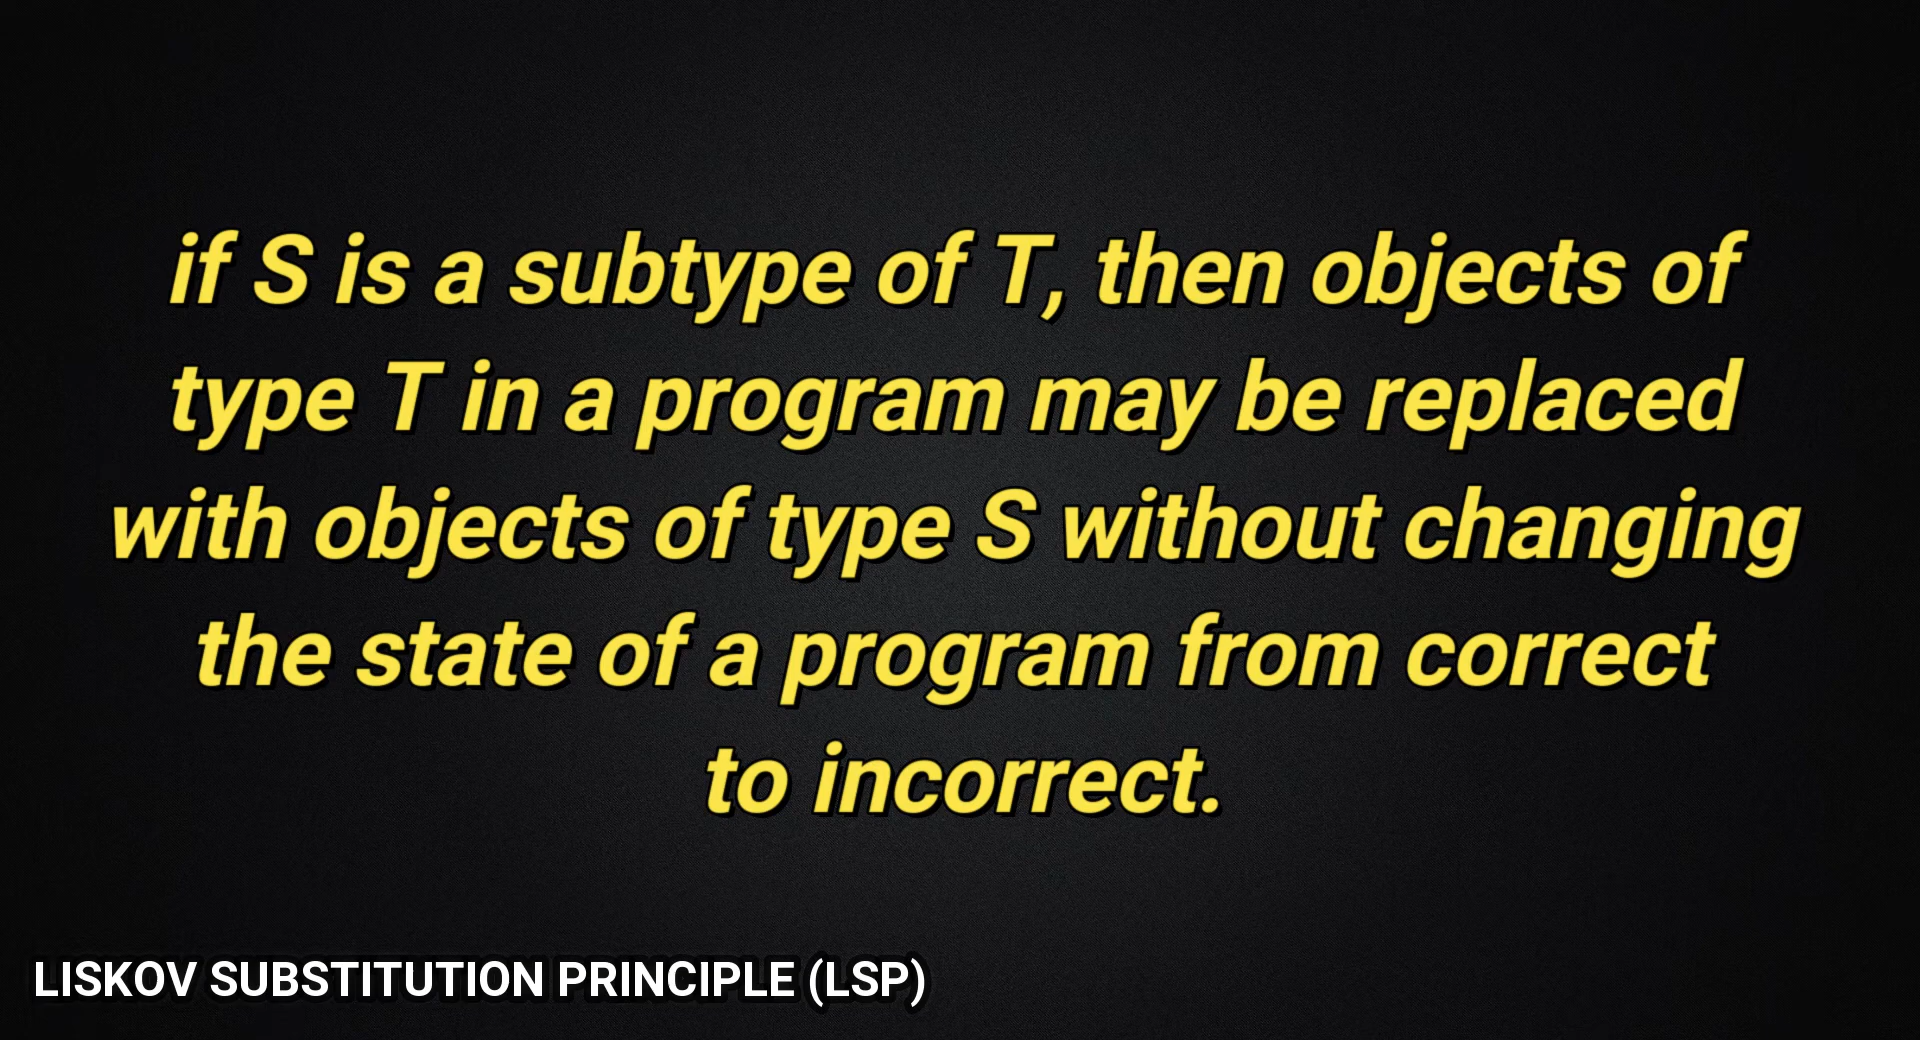 if S is a subtype of T, then objects of
type T in a program may be replaced
with objects of type S without changing
the state of a program from correct
to incorrect.
LISKOV SUBSTITUTION PRINCIPLE (LSP)